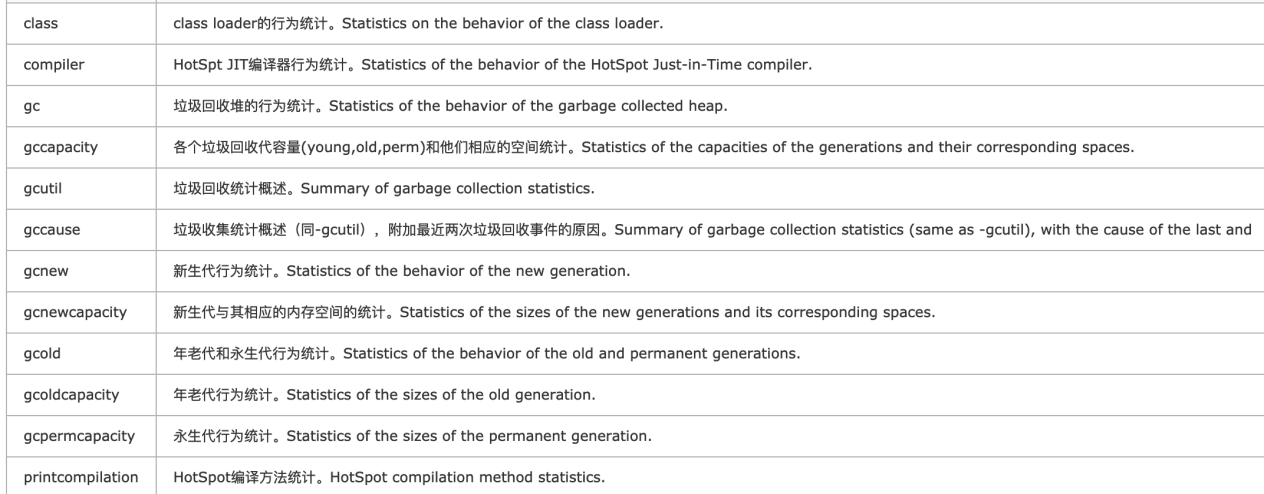 class class loader的行为统计。Statistics on the behavior of the class loader.
compiler HotSpt JIT编译器行为统计。Statistics of the behavior of the HotSpot Just-in-Time compiler.
gc 垃圾回收堆的行为统计。Statistics of the behavior of the garbage collected heap.
gccapacity 各个垃圾回收代容量(young,old,perm)和他们相应的空间统计。Statistics of the capacities of the generations and their corresponding spaces.
gcutil 垃圾回收统计概述。Summary of garbage collection statistics.
gccause 垃圾收集统计概述（同-gcutil），附加最近两次垃圾回收事件的原因。Summary of garbage collection statistics (same as -gcutil), with the cause of the last and
gcnew 新生代行为统计。Statistics of the behavior of the new generation.
gcnewcapacity 新生代与其相应的内存空间的统计。Statistics of the sizes of the new generations and its corresponding spaces.
gcold 年老代和永生代行为统计。Statistics of the behavior of the old and permanent generations.
gcoldcapacity 年老代行为统计。Statistics of the sizes of the old generation.
gcpermcapacity 永生代行为统计。Statistics of the sizes of the permanent generation.
printcompilation HotSpot编译方法统计。HotSpot compilation method statistics.